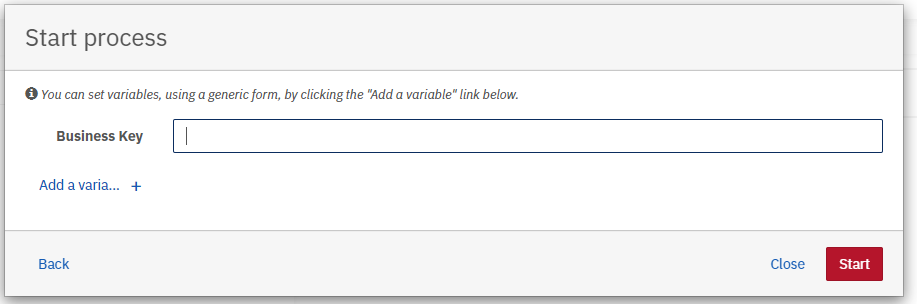 Start process
You can set variables, using a generic form, by clicking the "Add a variable" link below.
Business Key
Add a varia... +
Back
Close
Start